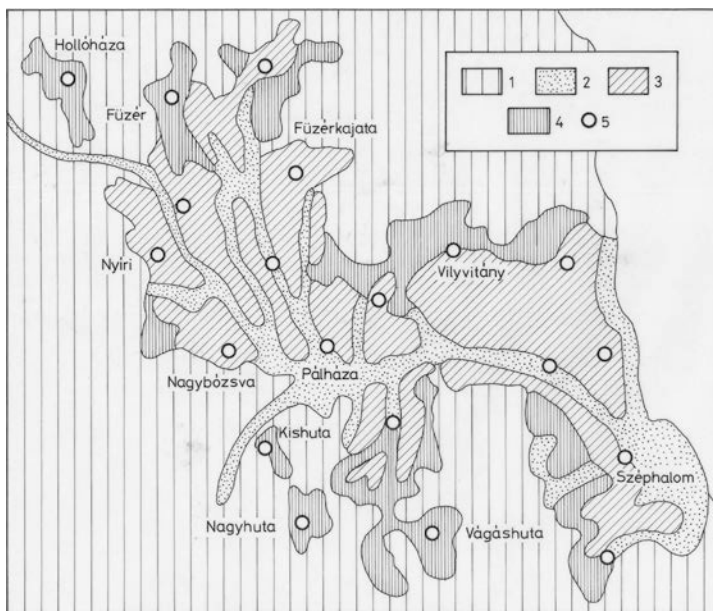 Hollóháza
Füzér
Füzérkajata
1 2 3
4 5
Nyíri
Vilyvitány
Nagybózsva
Pálháza
Kishuta
Széphalom
Nagyhuta
Vágáshuta